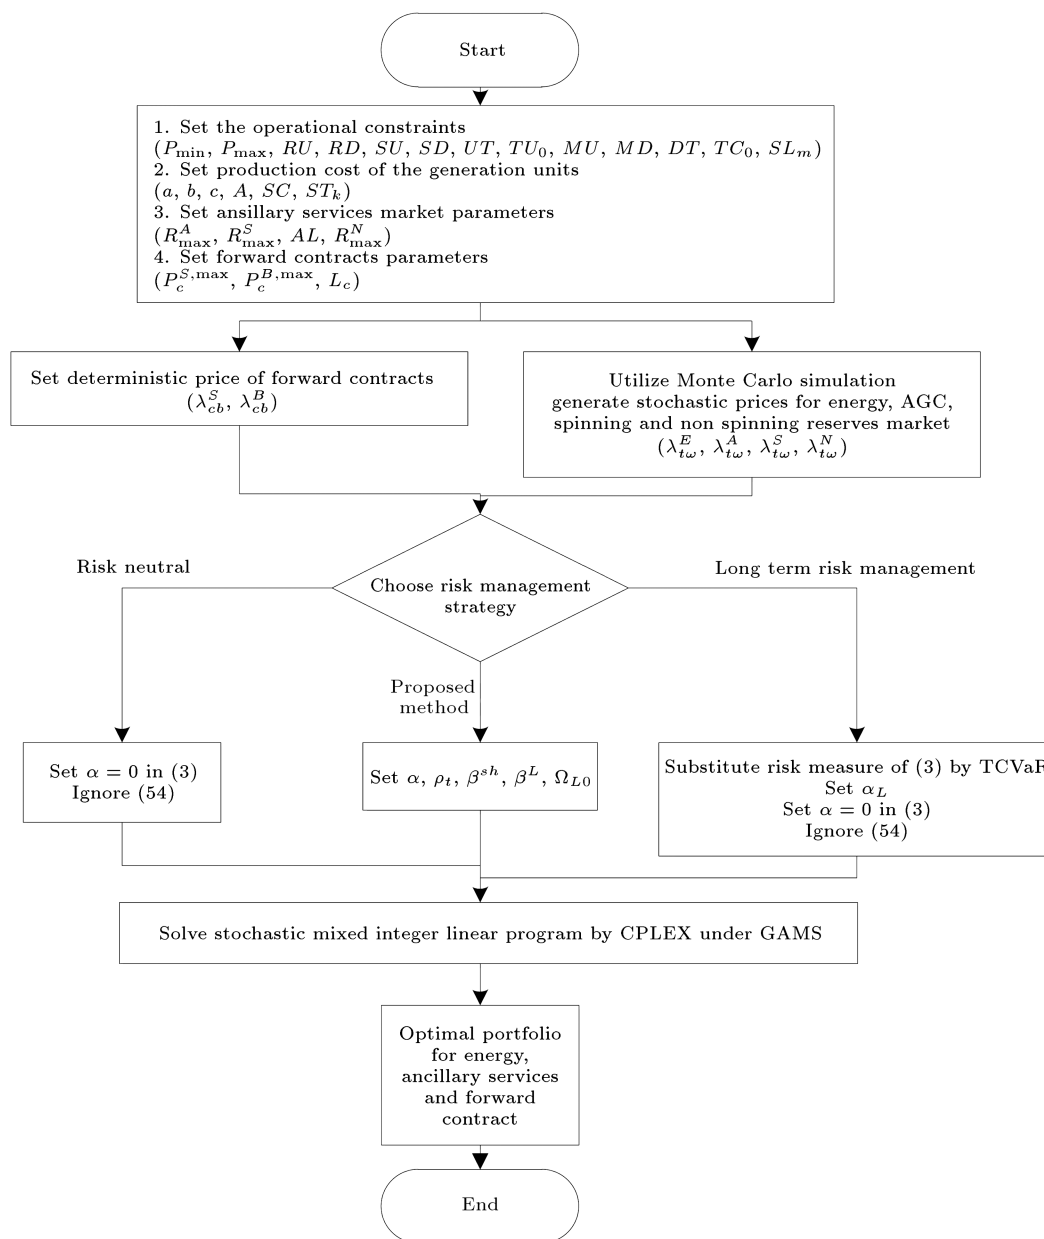 Start
1. Set the operational constraints
(P_min, P_max, RU, RD, SU, SD, UT, TU_0, MU, MD, DT, TC_0, SL_m)
2. Set production cost of the generation units
(a, b, c, A, SC, ST_k)
3. Set ansillary services market parameters
(R^A_max, R^S_max, AL, R^N_max)
4. Set forward contracts parameters
(P_c^S,max, P_c^B,max, L_c)
Set deterministic price of forward contracts
(λ^S_cb, λ^B_cb)
Utilize Monte Carlo simulation
generate stochastic prices for energy, AGC,
spinning and non spinning reserves market
(λ^E_tω, λ^A_tω, λ^S_tω, λ^N_tω)
Choose risk management
strategy
Risk neutral
Long term risk management
Proposed
method
Set α = 0 in (3)
Ignore (54)
Set α, ρ_t, β^sh, β^L, Ω_L0
Substitute risk measure of (3) by TCVaR
Set α_L
Set α = 0 in (3)
Ignore (54)
Solve stochastic mixed integer linear program by CPLEX under GAMS
Optimal portfolio
for energy,
ancillary services
and forward
contract
End